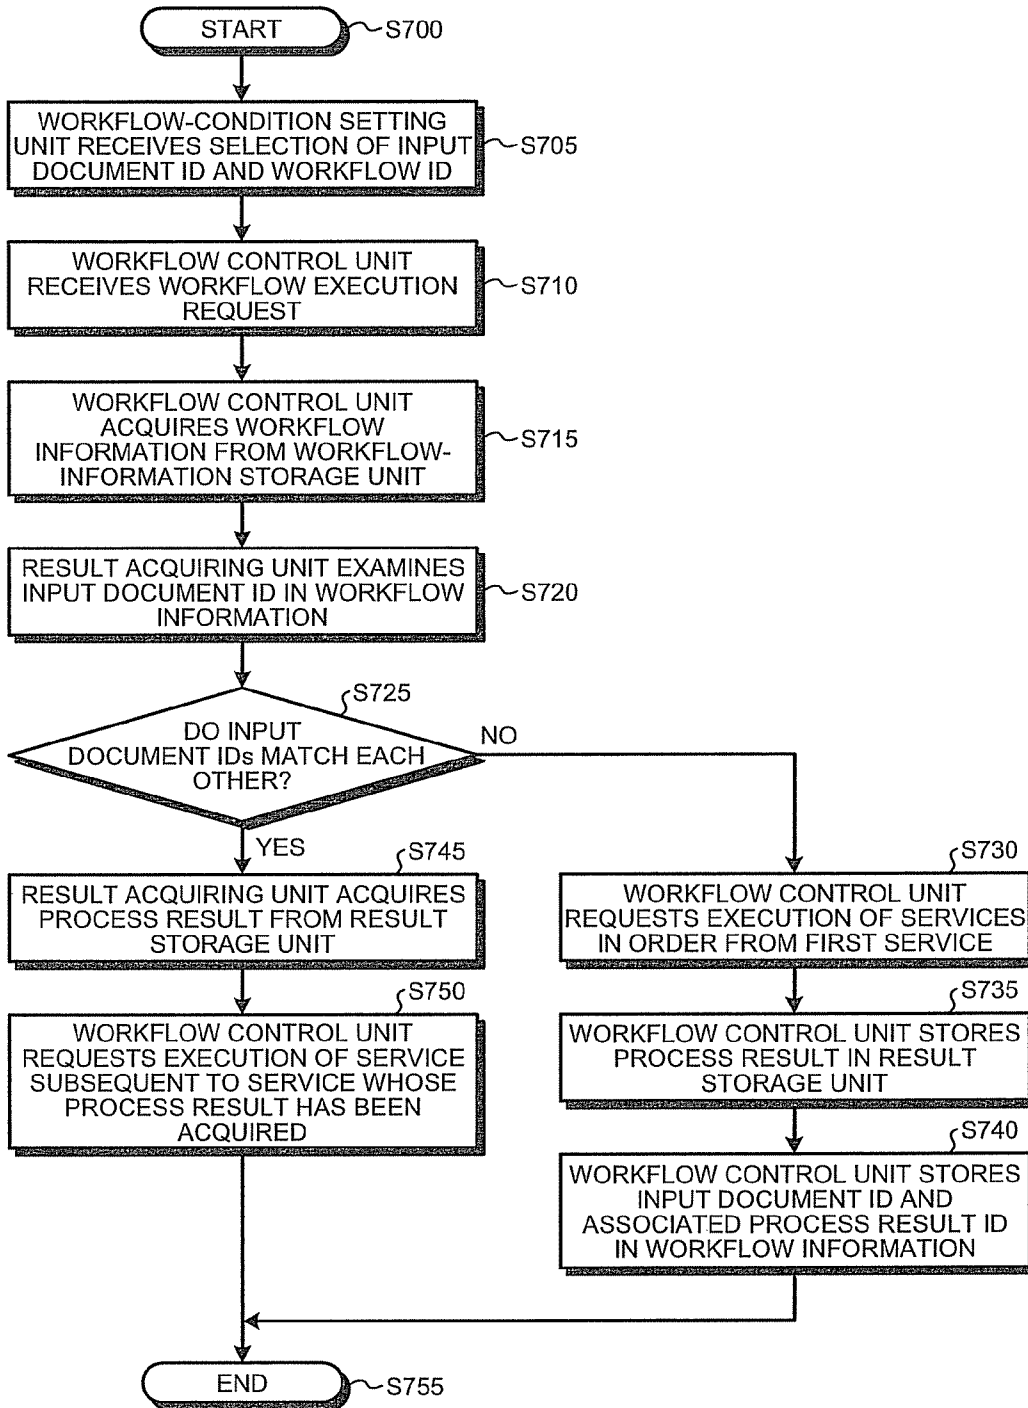 START
S700
WORKFLOW-CONDITION SETTING
UNIT RECEIVES SELECTION OF INPUT
DOCUMENT ID AND WORKFLOW ID
S705
WORKFLOW CONTROL UNIT
RECEIVES WORKFLOW EXECUTION
REQUEST
S710
WORKFLOW CONTROL UNIT
ACQUIRES WORKFLOW
INFORMATION FROM WORKFLOW-
INFORMATION STORAGE UNIT
S715
RESULT ACQUIRING UNIT EXAMINES
INPUT DOCUMENT ID IN WORKFLOW
INFORMATION
S720
S725
DO INPUT
DOCUMENT IDs MATCH EACH
OTHER?
NO
YES
S745
RESULT ACQUIRING UNIT ACQUIRES
PROCESS RESULT FROM RESULT
STORAGE UNIT
S750
WORKFLOW CONTROL UNIT
REQUESTS EXECUTION OF SERVICE
SUBSEQUENT TO SERVICE WHOSE
PROCESS RESULT HAS BEEN
ACQUIRED
S730
WORKFLOW CONTROL UNIT
REQUESTS EXECUTION OF SERVICES
IN ORDER FROM FIRST SERVICE
S735
WORKFLOW CONTROL UNIT STORES
PROCESS RESULT IN RESULT
STORAGE UNIT
S740
WORKFLOW CONTROL UNIT STORES
INPUT DOCUMENT ID AND
ASSOCIATED PROCESS RESULT ID
IN WORKFLOW INFORMATION
END
S755